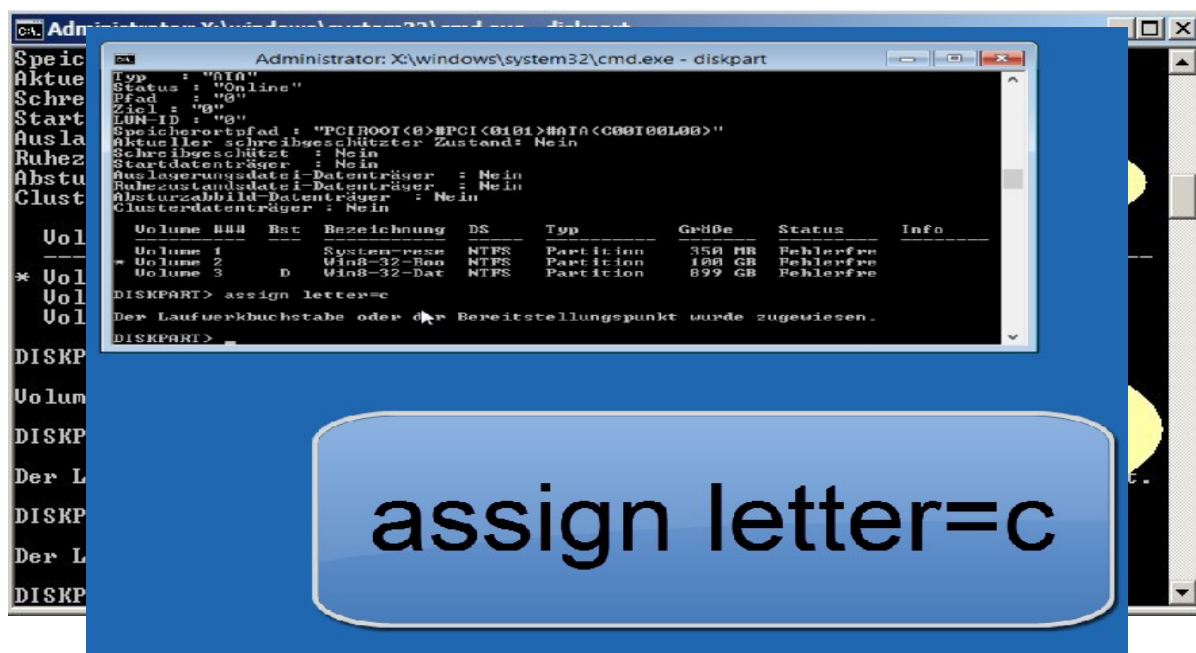 Administrator: X:\windows\system32\cmd.exe - diskpart
Typ : "ATA"
Status : "Online"
Pfad : "0"
Ziel : "0"
LUN-ID : "0"
Speicherortpfad : "PCIROOT(0)#PCI(0101)#ATA(C00T00L00)"
Aktueller schreibgeschützter Zustand: Nein
Schreibgeschützt : Nein
Startdatenträger : Nein
Auslagerungsdatei-Datenträger : Nein
Ruhezustandsdatei-Datenträger : Nein
Absturzabbild-Datenträger : Nein
Clusterdatenträger : Nein
Volume ### Bst Bezeichnung DS Typ Größe Status Info
Volume 1 System-rese NTFS Partition 350 MB Fehlerfre
* Volume 2 Win8-32-Boo NTFS Partition 100 GB Fehlerfre
Volume 3 D Win8-32-Dat NTFS Partition 899 GB Fehlerfre
DISKPART> assign letter=c
Der Laufwerkbuchstabe oder der Bereitstellungspunkt wurde zugewiesen.
DISKPART> _
assign letter=c
Speic
Aktue
Schre
Start
Ausla
Ruhez
Abstu
Clust
Vol
* Vol
Vol
Vol
DISKP
Volum
DISKP
Der L
t.
DISKP
Der L
DISKP